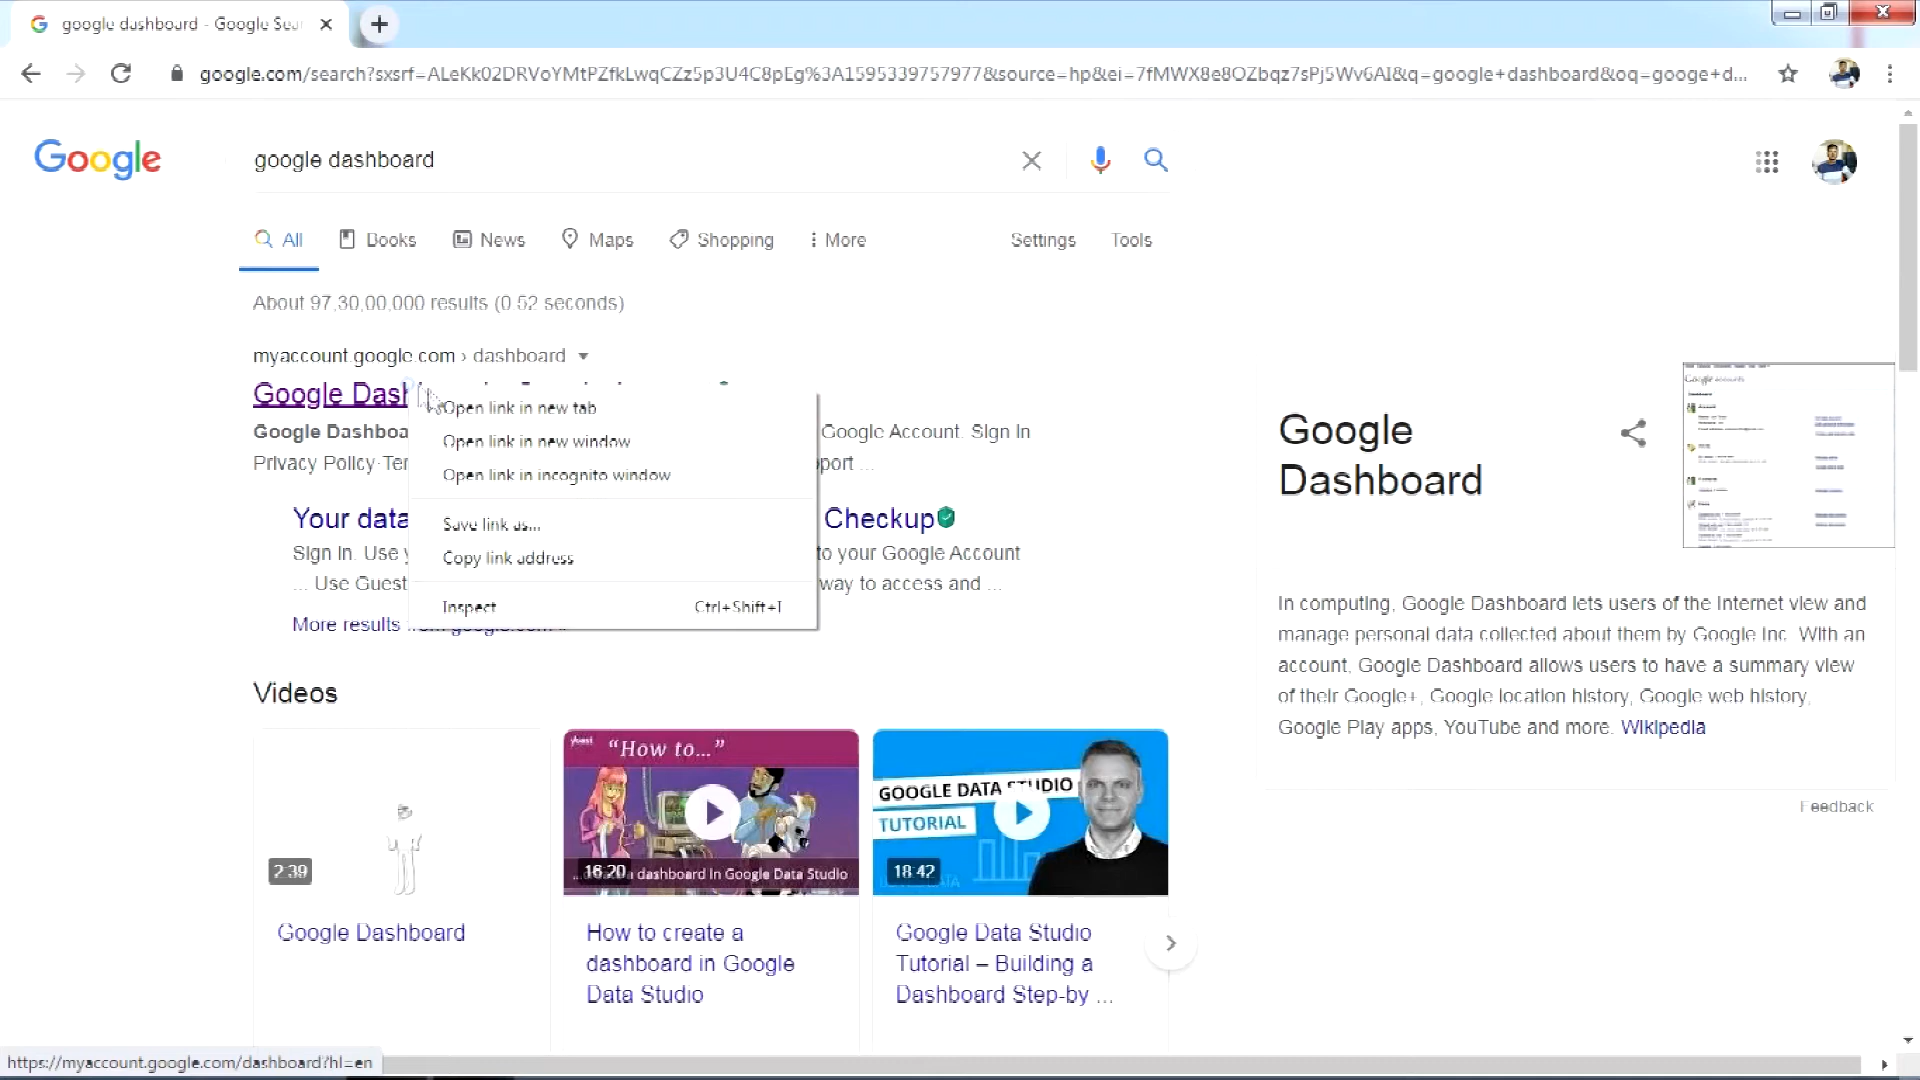 google dashboard - Google Sea
google.com/search?sxsrf=ALeKk02DRVoYMtPZfkLwqCZz5p3U4C8pEg%3A1595339757977&source=hp&ei=7fMWX8e8OZbqz7sPj5Wv6AI&q=google+dashboard&oq=googe+d...
Google
google dashboard
All
Books
News
Maps
Shopping
More
Settings
Tools
About 97,30,00,000 results (0.52 seconds)
myaccount.google.com › dashboard
Google Dash
Google Dashboa
Google Account. Sign In
Privacy Policy·Ter
port ...
Open link in new tab
Open link in new window
Open link in incognito window
Save link as...
Copy link address
Inspect
Ctrl+Shift+I
Your data
Checkup
Sign In. Use y
to your Google Account
... Use Guest
way to access and ...
More results from google.com »
Google
Dashboard
Google accounts
In computing, Google Dashboard lets users of the Internet view and
manage personal data collected about them by Google Inc. With an
account, Google Dashboard allows users to have a summary view
of their Google+, Google location history, Google web history,
Google Play apps, YouTube and more. Wikipedia
Feedback
Videos
2:39
Google Dashboard
yoast
“How to...”
16:20
a dashboard in Google Data Studio
How to create a
dashboard in Google
Data Studio
GOOGLE DATA STUDIO
TUTORIAL
18:42
Google Data Studio
Tutorial – Building a
Dashboard Step-by ...
https://myaccount.google.com/dashboard?hl=en